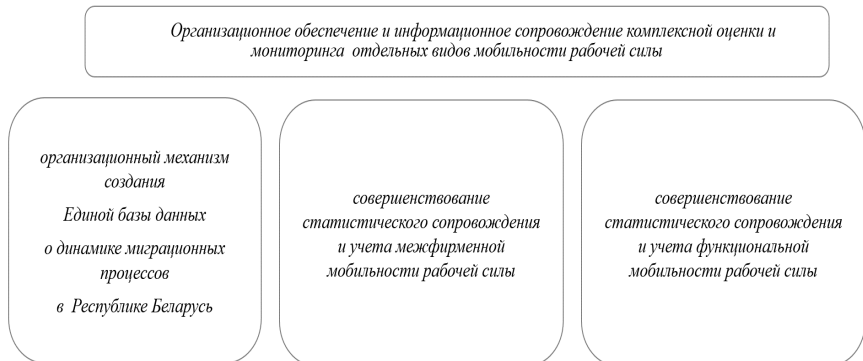 Организационное обеспечение и информационное сопровождение комплексной оценки и
мониторинга отдельных видов мобильности рабочей силы
организационный механизм
создания
Единой базы данных
о динамике миграционных
процессов
в Республике Беларусь
совершенствование
статистического сопровождения
и учета межфирменной
мобильности рабочей силы
совершенствование
статистического сопровождения
и учета функциональной
мобильности рабочей силы